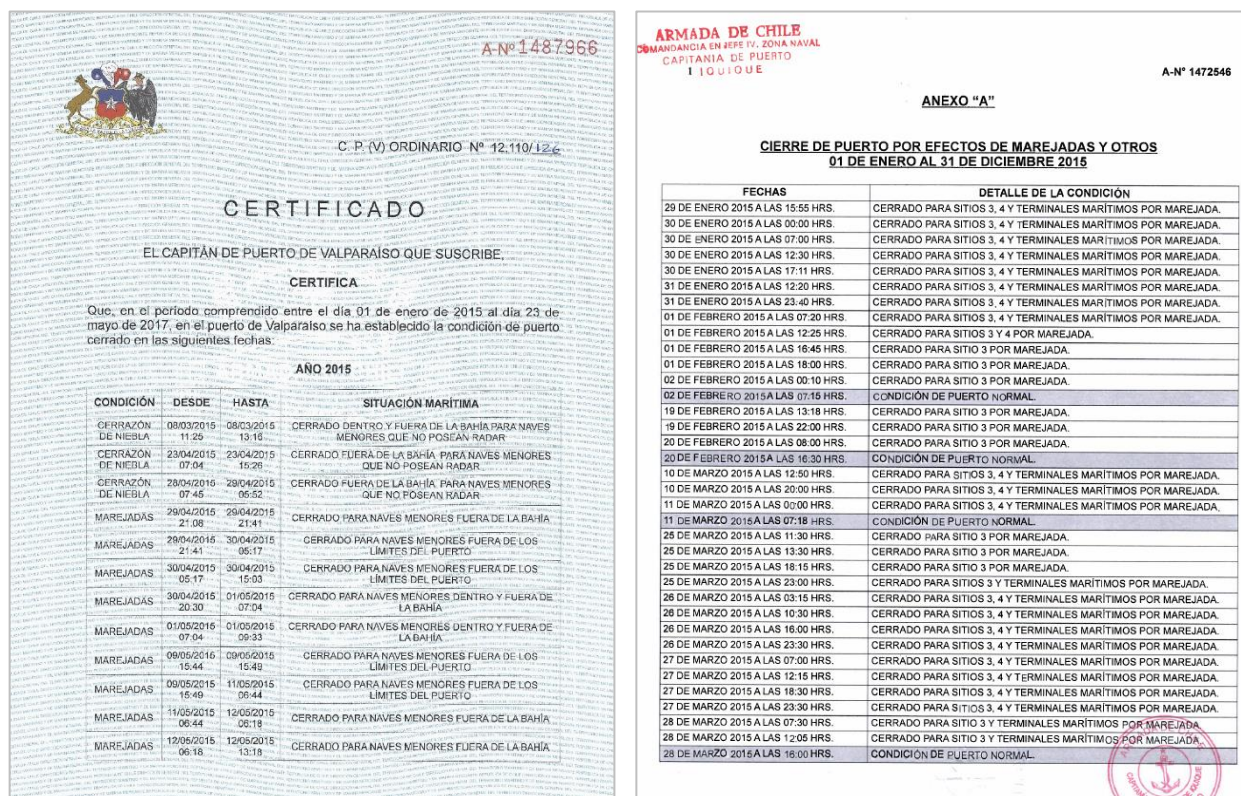 A-Nº 1487966
C. P. (V) ORDINARIO Nº 12.110/126
CERTIFICADO
EL CAPITÁN DE PUERTO DE VALPARAÍSO QUE SUSCRIBE,
CERTIFICA
Que, en el período comprendido entre el día 01 de enero de 2015 al día 23 de
mayo de 2017, en el puerto de Valparaíso se ha establecido la condición de puerto
cerrado en las siguientes fechas:
AÑO 2015
CONDICIÓN DESDE HASTA SITUACIÓN MARÍTIMA
CERRAZÓN 08/03/2015 08/03/2015 CERRADO DENTRO Y FUERA DE LA BAHÍA PARA NAVES
DE NIEBLA 11:25 13:16 MENORES QUE NO POSEAN RADAR
CERRAZÓN 23/04/2015 23/04/2015 CERRADO FUERA DE LA BAHÍA PARA NAVES MENORES
DE NIEBLA 07:04 15:26 QUE NO POSEAN RADAR
CERRAZÓN 28/04/2015 29/04/2015 CERRADO FUERA DE LA BAHÍA PARA NAVES MENORES
DE NIEBLA 07:45 05:52 QUE NO POSEAN RADAR
MAREJADAS 29/04/2015 29/04/2015 CERRADO PARA NAVES MENORES FUERA DE LA BAHÍA
21:08 21:41
MAREJADAS 29/04/2015 30/04/2015 CERRADO PARA NAVES MENORES FUERA DE LOS
21:41 05:17 LÍMITES DEL PUERTO
MAREJADAS 30/04/2015 30/04/2015 CERRADO PARA NAVES MENORES FUERA DE LOS
05:17 15:03 LÍMITES DEL PUERTO
MAREJADAS 30/04/2015 01/05/2015 CERRADO PARA NAVES MENORES DENTRO Y FUERA DE
20:30 07:04 LA BAHÍA
MAREJADAS 01/05/2015 01/05/2015 CERRADO PARA NAVES MENORES DENTRO Y FUERA DE
07:04 09:33 LA BAHÍA
MAREJADAS 09/05/2015 09/05/2015 CERRADO PARA NAVES MENORES FUERA DE LOS
15:44 15:49 LÍMITES DEL PUERTO
MAREJADAS 09/05/2015 11/05/2015 CERRADO PARA NAVES MENORES FUERA DE LOS
15:49 06:44 LÍMITES DEL PUERTO
MAREJADAS 11/05/2015 12/05/2015 CERRADO PARA NAVES MENORES FUERA DE LA BAHÍA
06:44 06:18
MAREJADAS 12/05/2015 12/05/2015 CERRADO PARA NAVES MENORES FUERA DE LA BAHÍA
06:18 13:18
ARMADA DE CHILE
COMANDANCIA EN JEFE IV. ZONA NAVAL
CAPITANIA DE PUERTO
IQUIQUE
A-Nº 1472546
ANEXO “A”
CIERRE DE PUERTO POR EFECTOS DE MAREJADAS Y OTROS
01 DE ENERO AL 31 DE DICIEMBRE 2015
FECHAS DETALLE DE LA CONDICIÓN
29 DE ENERO 2015 A LAS 15:55 HRS. CERRADO PARA SITIOS 3, 4 Y TERMINALES MARÍTIMOS POR MAREJADA.
30 DE ENERO 2015 A LAS 00:00 HRS. CERRADO PARA SITIOS 3, 4 Y TERMINALES MARÍTIMOS POR MAREJADA.
30 DE ENERO 2015 A LAS 07:00 HRS. CERRADO PARA SITIOS 3, 4 Y TERMINALES MARÍTIMOS POR MAREJADA.
30 DE ENERO 2015 A LAS 12:30 HRS. CERRADO PARA SITIOS 3, 4 Y TERMINALES MARÍTIMOS POR MAREJADA.
30 DE ENERO 2015 A LAS 17:11 HRS. CERRADO PARA SITIOS 3, 4 Y TERMINALES MARÍTIMOS POR MAREJADA.
31 DE ENERO 2015 A LAS 12:20 HRS. CERRADO PARA SITIOS 3, 4 Y TERMINALES MARÍTIMOS POR MAREJADA.
31 DE ENERO 2015 A LAS 23:40 HRS. CERRADO PARA SITIOS 3, 4 Y TERMINALES MARÍTIMOS POR MAREJADA.
01 DE FEBRERO 2015 A LAS 07:20 HRS. CERRADO PARA SITIOS 3, 4 Y TERMINALES MARÍTIMOS POR MAREJADA.
01 DE FEBRERO 2015 A LAS 12:25 HRS. CERRADO PARA SITIOS 3 Y 4 POR MAREJADA.
01 DE FEBRERO 2015 A LAS 16:45 HRS. CERRADO PARA SITIO 3 POR MAREJADA.
01 DE FEBRERO 2015 A LAS 18:00 HRS. CERRADO PARA SITIO 3 POR MAREJADA.
02 DE FEBRERO 2015 A LAS 00:10 HRS. CERRADO PARA SITIO 3 POR MAREJADA.
02 DE FEBRERO 2015 A LAS 07:15 HRS. CONDICIÓN DE PUERTO NORMAL.
19 DE FEBRERO 2015 A LAS 13:18 HRS. CERRADO PARA SITIO 3 POR MAREJADA.
19 DE FEBRERO 2015 A LAS 22:00 HRS. CERRADO PARA SITIO 3 POR MAREJADA.
20 DE FEBRERO 2015 A LAS 08:00 HRS. CERRADO PARA SITIO 3 POR MAREJADA.
20 DE FEBRERO 2015 A LAS 16:30 HRS. CONDICIÓN DE PUERTO NORMAL.
10 DE MARZO 2015 A LAS 12:50 HRS. CERRADO PARA SITIOS 3, 4 Y TERMINALES MARÍTIMOS POR MAREJADA.
10 DE MARZO 2015 A LAS 20:00 HRS. CERRADO PARA SITIOS 3, 4 Y TERMINALES MARÍTIMOS POR MAREJADA.
11 DE MARZO 2015 A LAS 00:00 HRS. CERRADO PARA SITIOS 3, 4 Y TERMINALES MARÍTIMOS POR MAREJADA.
11 DE MARZO 2015 A LAS 07:18 HRS. CONDICIÓN DE PUERTO NORMAL.
25 DE MARZO 2015 A LAS 11:30 HRS. CERRADO PARA SITIO 3 POR MAREJADA.
25 DE MARZO 2015 A LAS 13:30 HRS. CERRADO PARA SITIO 3 POR MAREJADA.
25 DE MARZO 2015 A LAS 18:15 HRS. CERRADO PARA SITIO 3 POR MAREJADA.
25 DE MARZO 2015 A LAS 23:00 HRS. CERRADO PARA SITIOS 3 Y TERMINALES MARÍTIMOS POR MAREJADA.
26 DE MARZO 2015 A LAS 03:15 HRS. CERRADO PARA SITIOS 3, 4 Y TERMINALES MARÍTIMOS POR MAREJADA.
26 DE MARZO 2015 A LAS 10:30 HRS. CERRADO PARA SITIOS 3, 4 Y TERMINALES MARÍTIMOS POR MAREJADA.
26 DE MARZO 2015 A LAS 16:00 HRS. CERRADO PARA SITIOS 3, 4 Y TERMINALES MARÍTIMOS POR MAREJADA.
26 DE MARZO 2015 A LAS 23:30 HRS. CERRADO PARA SITIOS 3, 4 Y TERMINALES MARÍTIMOS POR MAREJADA.
27 DE MARZO 2015 A LAS 07:00 HRS. CERRADO PARA SITIOS 3, 4 Y TERMINALES MARÍTIMOS POR MAREJADA.
27 DE MARZO 2015 A LAS 12:15 HRS. CERRADO PARA SITIOS 3, 4 Y TERMINALES MARÍTIMOS POR MAREJADA.
27 DE MARZO 2015 A LAS 18:30 HRS. CERRADO PARA SITIOS 3, 4 Y TERMINALES MARÍTIMOS POR MAREJADA.
27 DE MARZO 2015 A LAS 23:30 HRS. CERRADO PARA SITIOS 3, 4 Y TERMINALES MARÍTIMOS POR MAREJADA.
28 DE MARZO 2015 A LAS 07:30 HRS. CERRADO PARA SITIO 3 Y TERMINALES MARÍTIMOS POR MAREJADA.
28 DE MARZO 2015 A LAS 12:05 HRS. CERRADO PARA SITIO 3 Y TERMINALES MARÍTIMOS POR MAREJADA.
28 DE MARZO 2015 A LAS 16:00 HRS. CONDICIÓN DE PUERTO NORMAL.